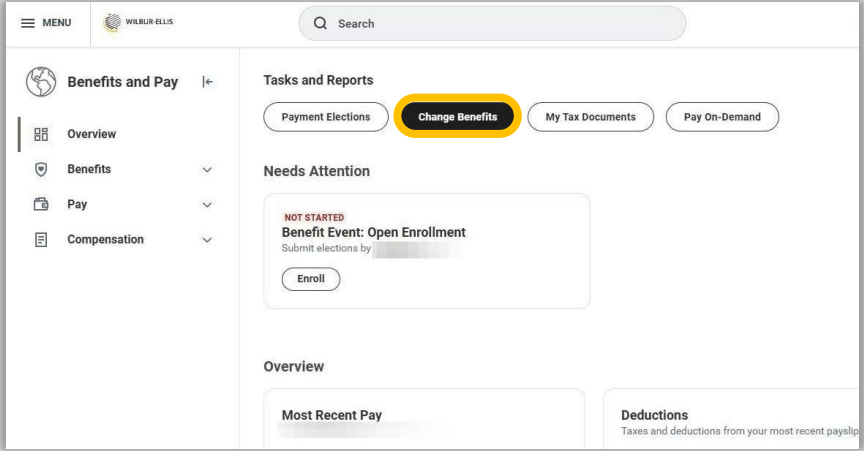 MENU
WILBUR-ELLIS
Search
Benefits and Pay
Overview
Benefits
Pay
Compensation
Tasks and Reports
Payment Elections
Change Benefits
My Tax Documents
Pay On-Demand
Needs Attention
NOT STARTED
Benefit Event: Open Enrollment
Submit elections by
Enroll
Overview
Most Recent Pay
Deductions
Taxes and deductions from your most recent payslip